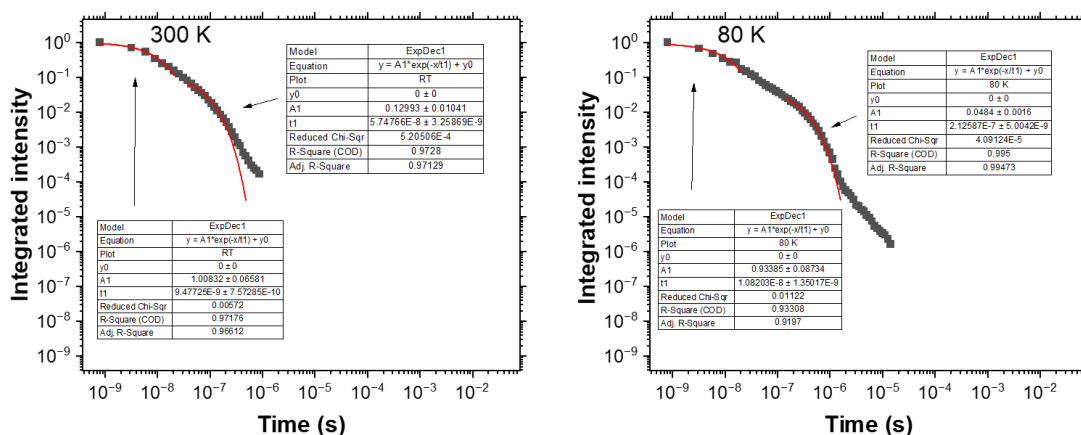 300 K
Integrated intensity
10⁰
10⁻¹
10⁻²
10⁻³
10⁻⁴
10⁻⁵
10⁻⁶
10⁻⁷
10⁻⁸
10⁻⁹
Model ExpDec1
Equation y = A1*exp(-x/t1) + y0
Plot RT
y0 0 ± 0
A1 0.12993 ± 0.01041
t1 5.74766E-8 ± 3.25869E-9
Reduced Chi-Sqr 5.20506E-4
R-Square (COD) 0.9728
Adj. R-Square 0.97129
Model ExpDec1
Equation y = A1*exp(-x/t1) + y0
Plot RT
y0 0 ± 0
A1 1.00832 ± 0.06581
t1 9.47725E-9 ± 7.57285E-10
Reduced Chi-Sqr 0.00572
R-Square (COD) 0.97176
Adj. R-Square 0.96612
10⁻⁹ 10⁻⁸ 10⁻⁷ 10⁻⁶ 10⁻⁵ 10⁻⁴ 10⁻³ 10⁻²
Time (s)
80 K
Integrated intensity
10⁰
10⁻¹
10⁻²
10⁻³
10⁻⁴
10⁻⁵
10⁻⁶
10⁻⁷
10⁻⁸
10⁻⁹
Model ExpDec1
Equation y = A1*exp(-x/t1) + y0
Plot 80 K
y0 0 ± 0
A1 0.0484 ± 0.0016
t1 2.12587E-7 ± 5.0042E-9
Reduced Chi-Sqr 4.09124E-5
R-Square (COD) 0.995
Adj. R-Square 0.99473
Model ExpDec1
Equation y = A1*exp(-x/t1) + y0
Plot 80 K
y0 0 ± 0
A1 0.93385 ± 0.08734
t1 1.08203E-8 ± 1.35017E-9
Reduced Chi-Sqr 0.01122
R-Square (COD) 0.93308
Adj. R-Square 0.9197
10⁻⁹ 10⁻⁸ 10⁻⁷ 10⁻⁶ 10⁻⁵ 10⁻⁴ 10⁻³ 10⁻²
Time (s)